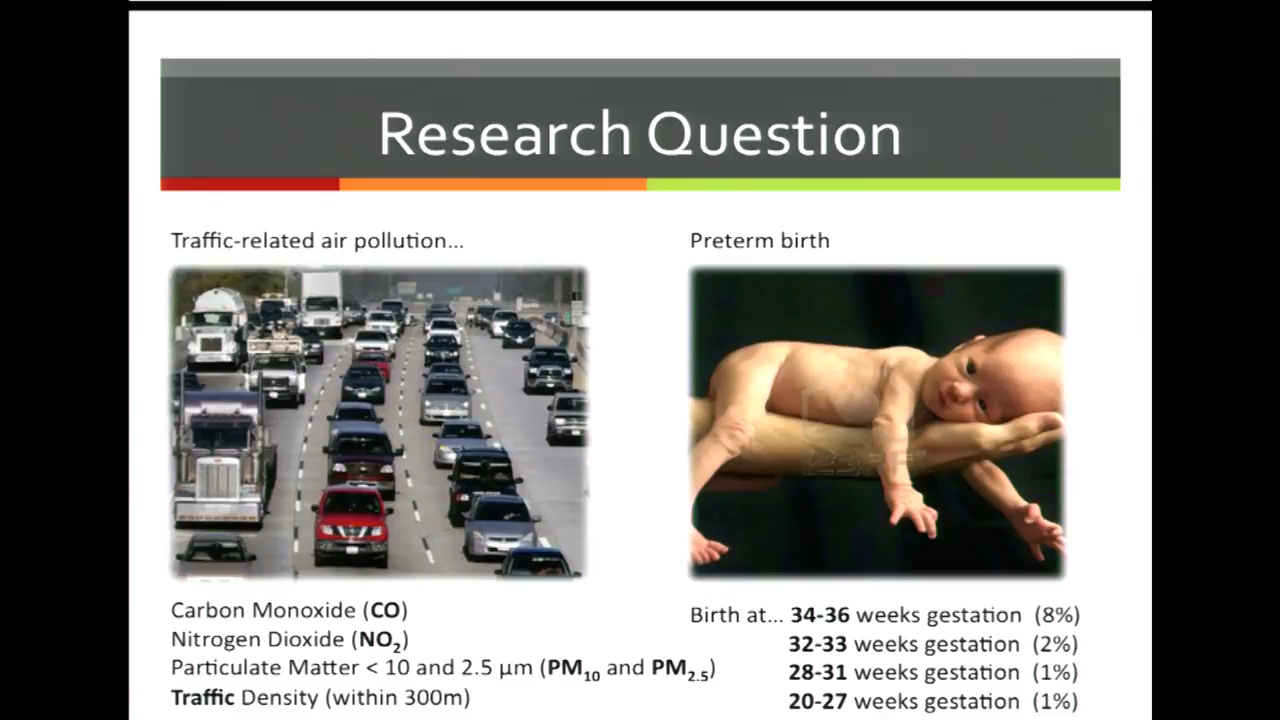 Research Question
Traffic-related air pollution...
Carbon Monoxide (CO)
Nitrogen Dioxide (NO₂)
Particulate Matter < 10 and 2.5 µm (PM₁₀ and PM₂.₅)
Traffic Density (within 300m)
Preterm birth
Birth at... 34-36 weeks gestation (8%)
32-33 weeks gestation (2%)
28-31 weeks gestation (1%)
20-27 weeks gestation (1%)